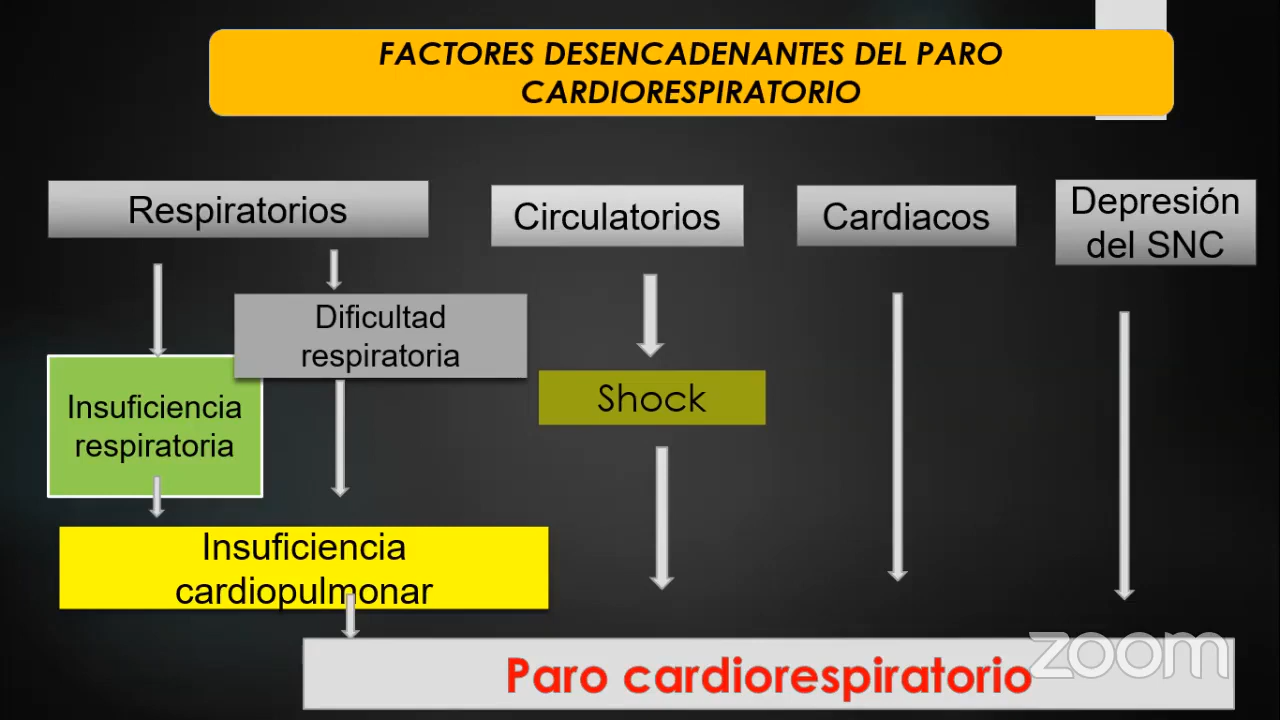 FACTORES DESENCADENANTES DEL PARO
CARDIORESPIRATORIO
Respiratorios
Circulatorios
Cardiacos
Depresión
del SNC
Dificultad
respiratoria
Insuficiencia
respiratoria
Shock
Insuficiencia
cardiopulmonar
Paro cardiorespiratorio
zoom